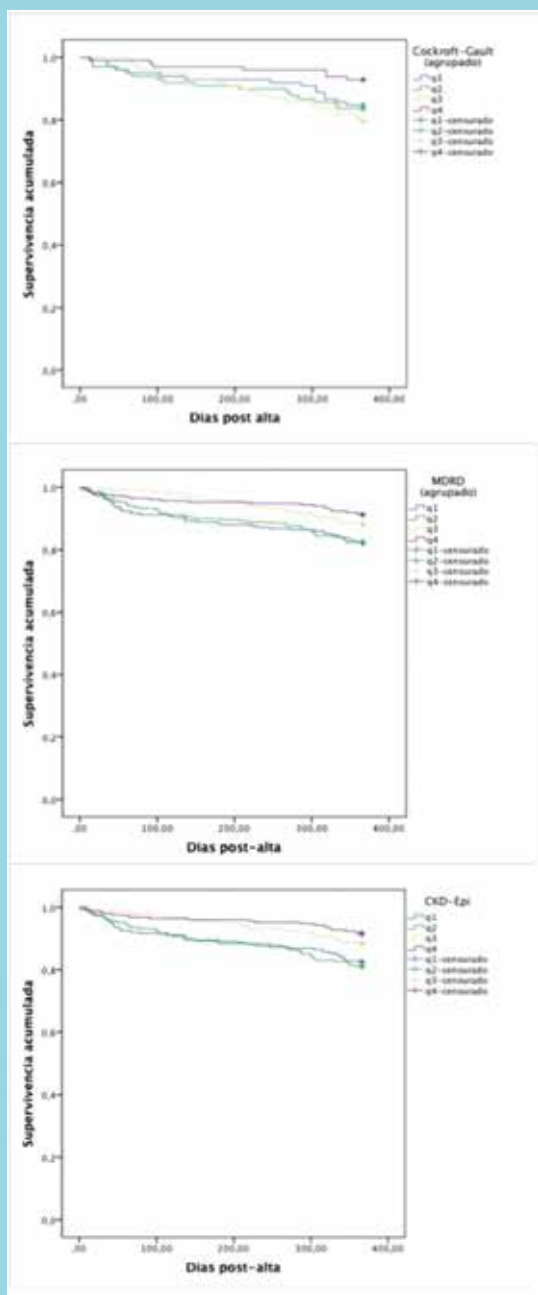 Cockroft-Gault
(agrupado)
q1
q2
q3
q4
q1-censurado
q2-censurado
q3-censurado
q4-censurado
Supervivencia acumulada
1,0
0,8
0,6
0,4
0,2
0,0
,00
100,00
200,00
300,00
400,00
Dias post alta
MDRD
(agrupado)
q1
q2
q3
q4
q1-censurado
q2-censurado
q3-censurado
q4-censurado
Supervivencia acumulada
1,0
0,8
0,6
0,4
0,2
0,0
,00
100,00
200,00
300,00
400,00
Dias post-alta
CKD-Epi
q1
q2
q3
q4
q1-censurado
q2-censurado
q3-censurado
q4-censurado
Supervivencia acumulada
1,0
0,8
0,6
0,4
0,2
0,0
,00
100,00
200,00
300,00
400,00
Dias post-alta